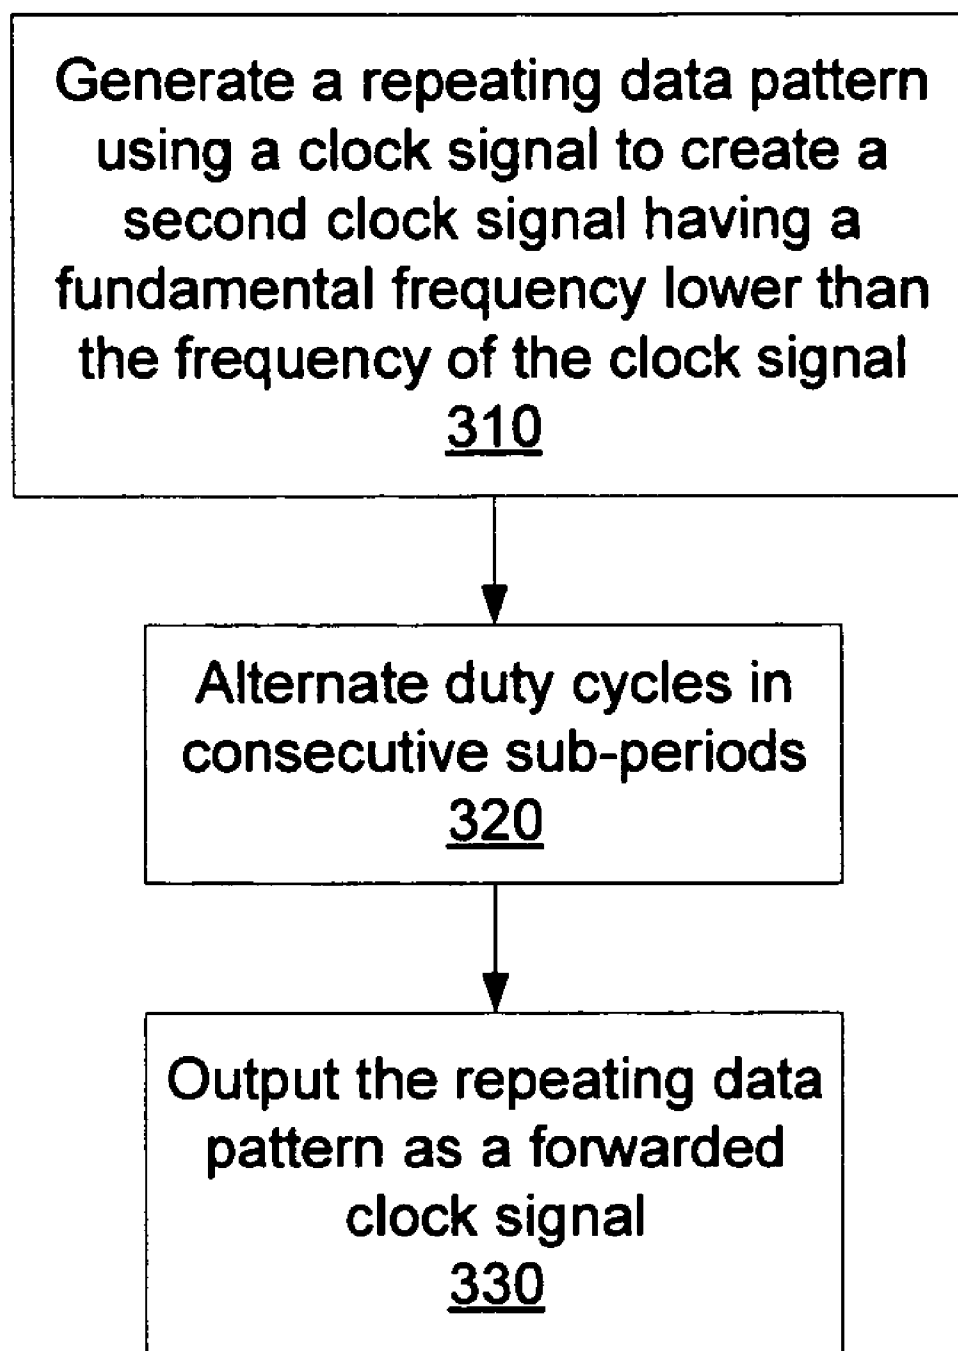 Generate a repeating data pattern
using a clock signal to create a
second clock signal having a
fundamental frequency lower than
the frequency of the clock signal
310
Alternate duty cycles in
consecutive sub-periods
320
Output the repeating data
pattern as a forwarded
clock signal
330